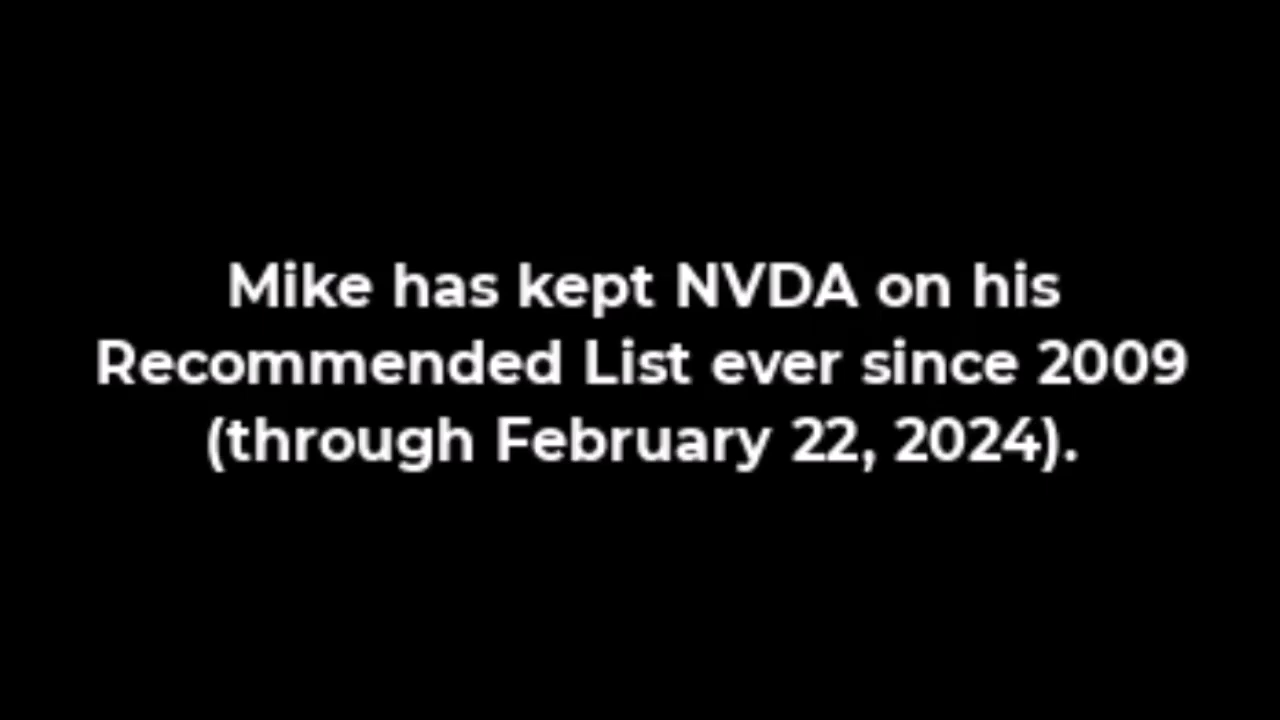 Mike has kept NVDA on his
Recommended List ever since 2009
(through February 22, 2024).